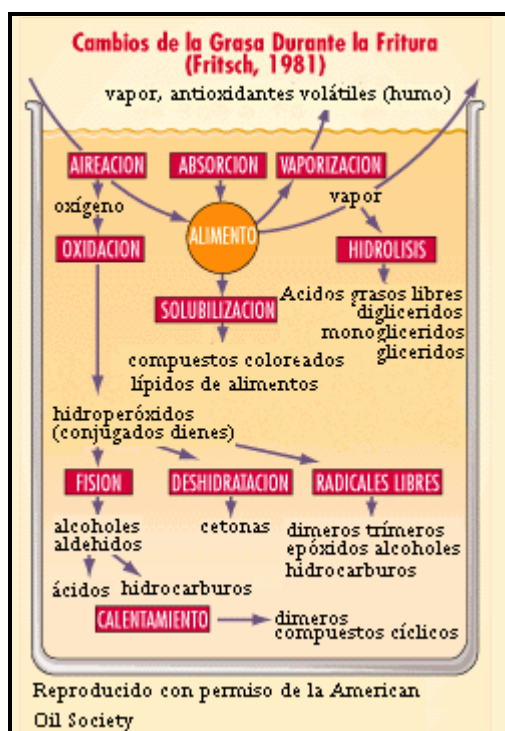 Cambios de la Grasa Durante la Fritura
(Fritsch, 1981)
vapor, antioxidantes volátiles (humo)
AIREACION
ABSORCION
VAPORIZACION
oxígeno
vapor
OXIDACION
ALIMENTO
HIDROLISIS
SOLUBILIZACION
Acidos grasos libres
digliceridos
monogliceridos
gliceridos
compuestos coloreados
lípidos de alimentos
hidroperóxidos
(conjúgados dienes)
FISION
DESHIDRATACION
RADICALES LIBRES
alcoholes
aldehidos
cetonas
dimeros trímeros
epóxidos alcoholes
hidrocarburos
ácidos
hidrocarburos
CALENTAMIENTO
dimeros
compuestos cíclicos
Reproducido con permiso de la American
Oil Society